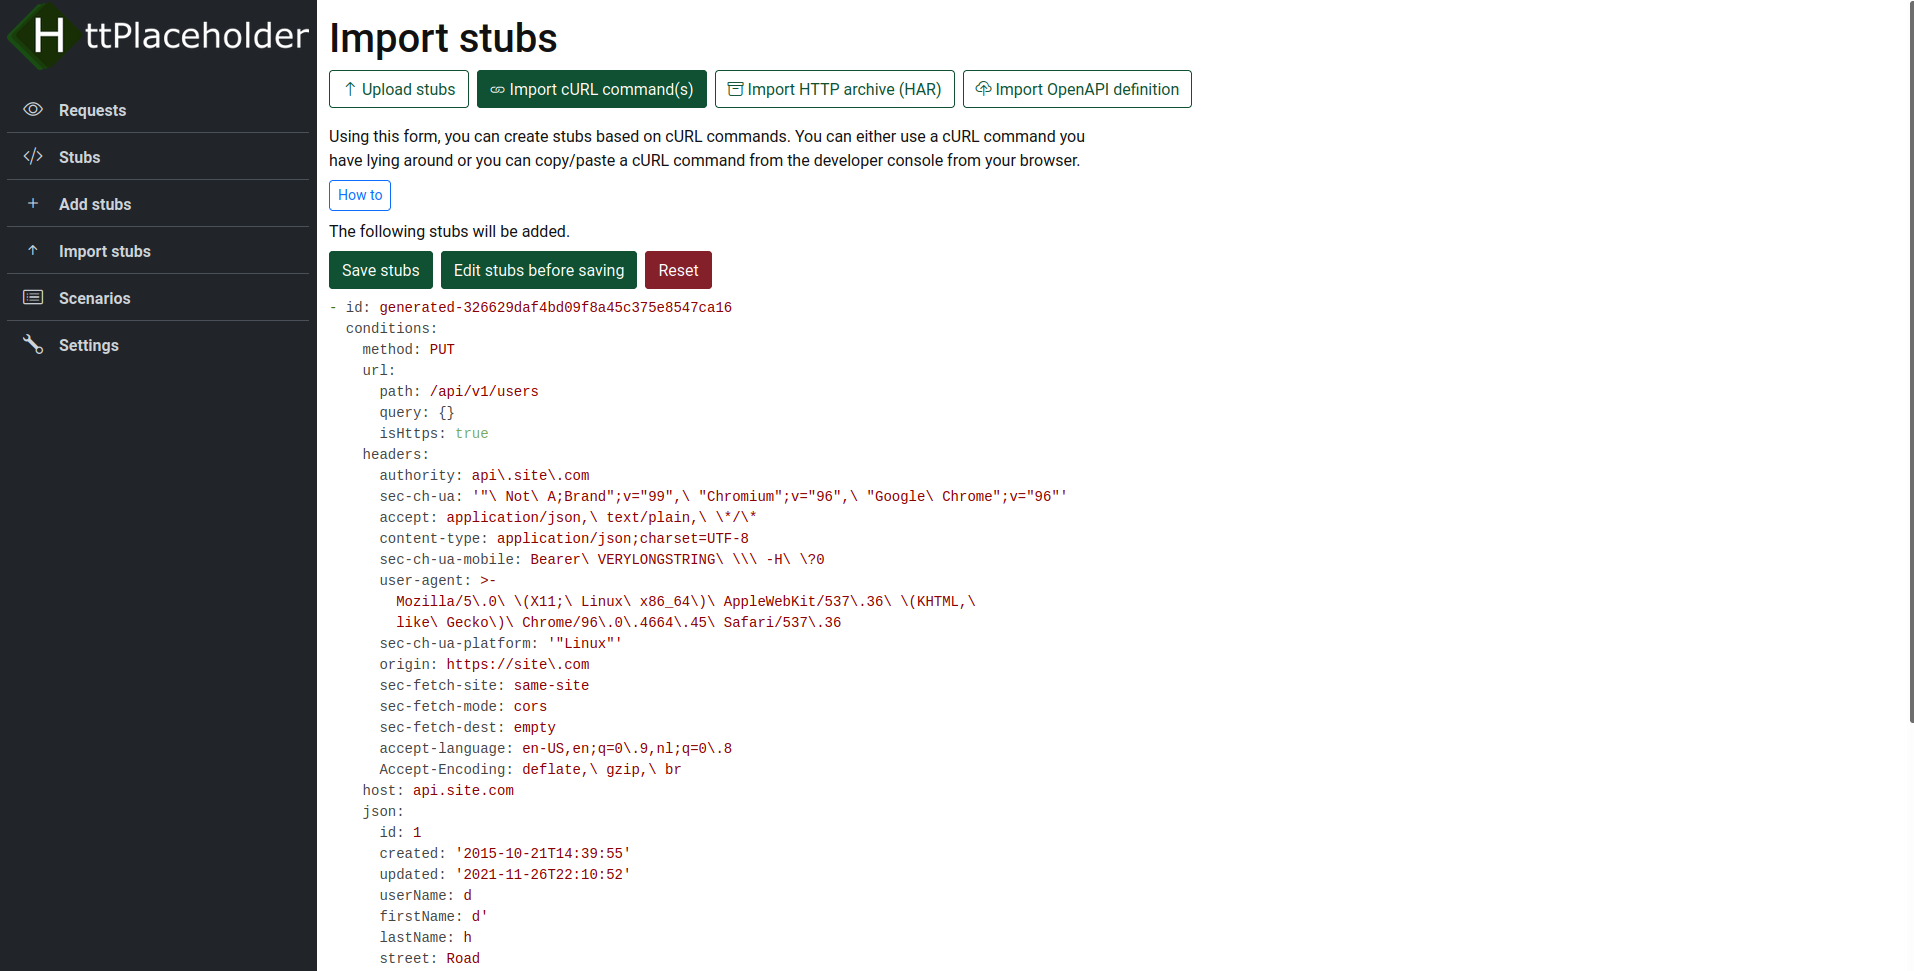 HttPlaceholder
Requests
Stubs
Add stubs
Import stubs
Scenarios
Settings
Import stubs
Upload stubs
Import cURL command(s)
Import HTTP archive (HAR)
Import OpenAPI definition
Using this form, you can create stubs based on cURL commands. You can either use a cURL command you
have lying around or you can copy/paste a cURL command from the developer console from your browser.
How to
The following stubs will be added.
Save stubs
Edit stubs before saving
Reset
- id: generated-326629daf4bd09f8a45c375e8547ca16
  conditions:
    method: PUT
    url:
      path: /api/v1/users
      query: {}
      isHttps: true
    headers:
      authority: api\.site\.com
      sec-ch-ua: '"\ Not\ A;Brand";v="99",\ "Chromium";v="96",\ "Google\ Chrome";v="96"'
      accept: application/json,\ text/plain,\ \*/\*
      content-type: application/json;charset=UTF-8
      sec-ch-ua-mobile: Bearer\ VERYLONGSTRING\ \\\ -H\ \?0
      user-agent: >-
        Mozilla/5\.0\ \(X11;\ Linux\ x86_64\)\ AppleWebKit/537\.36\ \(KHTML,\
        like\ Gecko\)\ Chrome/96\.0\.4664\.45\ Safari/537\.36
      sec-ch-ua-platform: '"Linux"'
      origin: https://site\.com
      sec-fetch-site: same-site
      sec-fetch-mode: cors
      sec-fetch-dest: empty
      accept-language: en-US,en;q=0\.9,nl;q=0\.8
      Accept-Encoding: deflate,\ gzip,\ br
    host: api.site.com
    json:
      id: 1
      created: '2015-10-21T14:39:55'
      updated: '2021-11-26T22:10:52'
      userName: d
      firstName: d'
      lastName: h
      street: Road